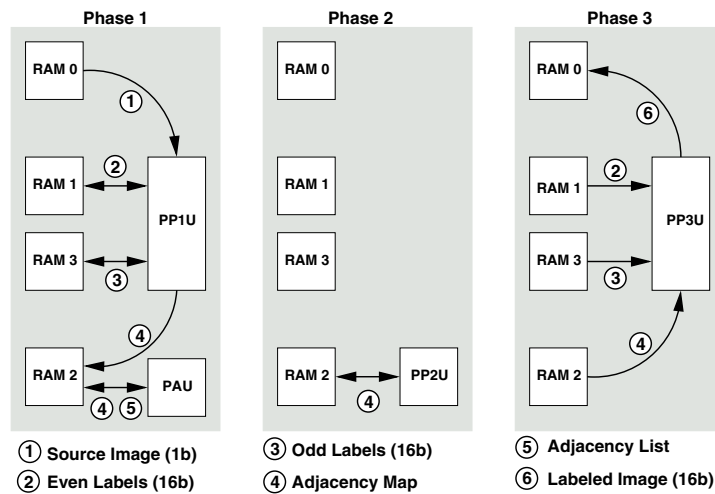 Phase 1
Phase 2
Phase 3
RAM 0
1
RAM 1
2
PP1U
RAM 3
3
4
RAM 2
4 5
PAU
RAM 0
RAM 1
RAM 3
RAM 2
4
PP2U
RAM 0
6
RAM 1
2
PP3U
RAM 3
3
4
RAM 2
1 Source Image (1b)
2 Even Labels (16b)
3 Odd Labels (16b)
4 Adjacency Map
5 Adjacency List
6 Labeled Image (16b)